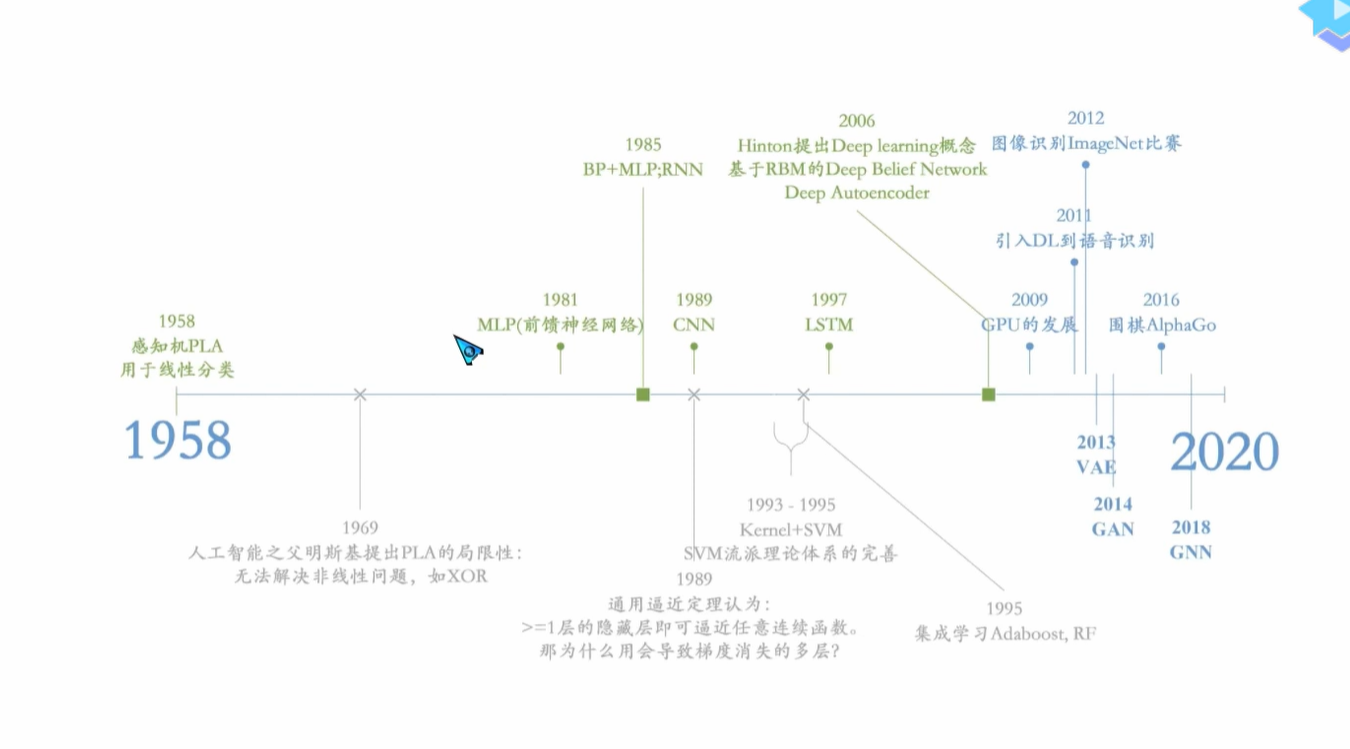 2012
图像识别ImageNet比赛
2006
Hinton提出Deep learning概念
基于RBM的Deep Belief Network
Deep Autoencoder
1985
BP+MLP;RNN
2011
引入DL到语音识别
1958
感知机PLA
用于线性分类
1981
MLP(前馈神经网络)
1989
CNN
1997
LSTM
2009
GPU的发展
2016
围棋AlphaGo
1958
2020
2013
VAE
2014
GAN
2018
GNN
1969
人工智能之父明斯基提出PLA的局限性:
无法解决非线性问题，如XOR
1993 - 1995
Kernel+SVM
SVM流派理论体系的完善
1989
通用逼近定理认为:
>=1层的隐藏层即可逼近任意连续函数。
那为什么用会导致梯度消失的多层?
1995
集成学习Adaboost, RF